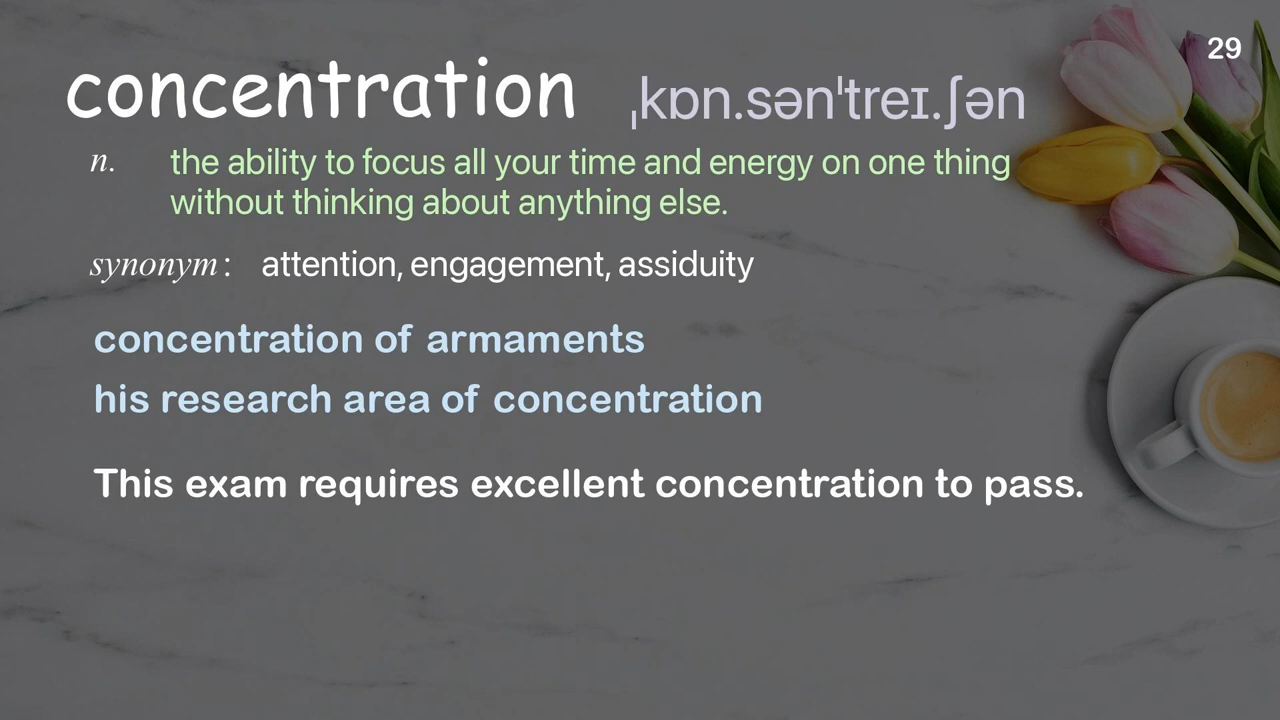 29
concentration ˌkɒn.sənˈtreɪ.ʃən
n. the ability to focus all your time and energy on one thing
without thinking about anything else.
synonym: attention, engagement, assiduity
concentration of armaments
his research area of concentration
This exam requires excellent concentration to pass.